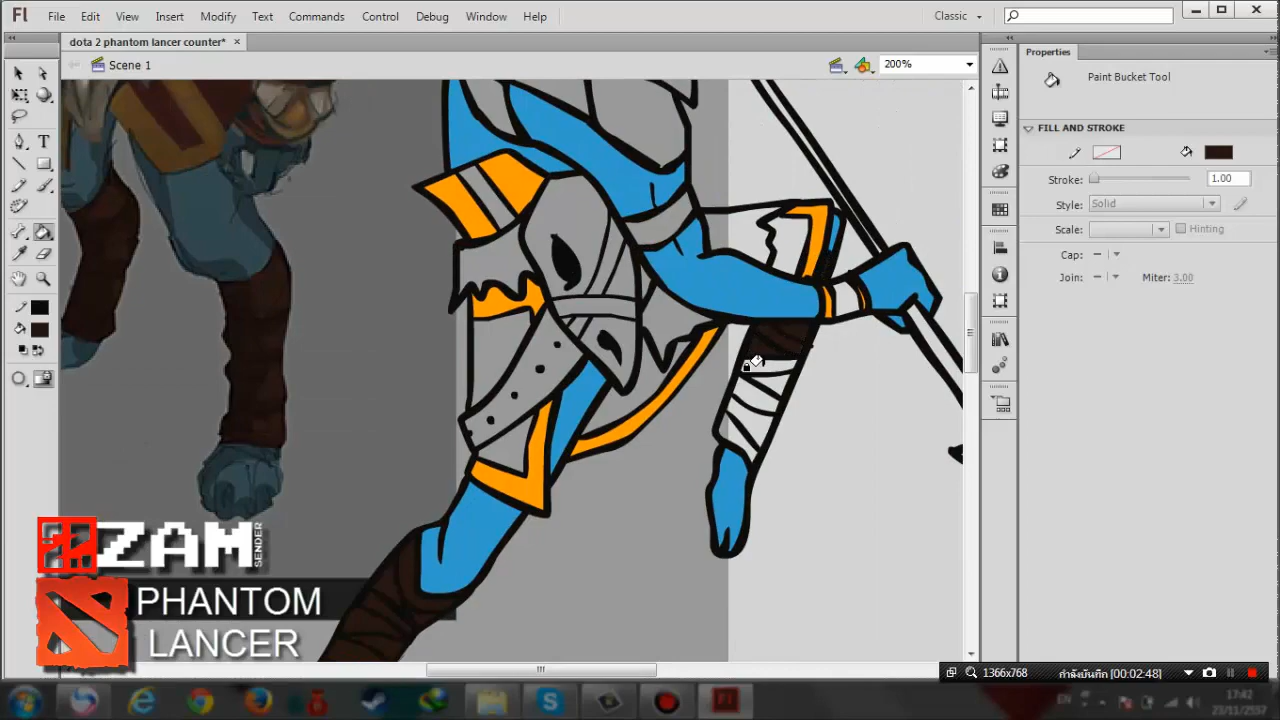 Fl File Edit View Insert Modify Text Commands Control Debug Window Help Classic
dota 2 phantom lancer counter* ×
Scene 1 200%
Properties
Paint Bucket Tool
FILL AND STROKE
Stroke: 1.00
Style: Solid
Scale: Hinting
Cap:
Join: Miter: 3.00
ZAM
SENDER
PHANTOM
LANCER
1366x768 กำลังบันทึก [00:02:48]
EN 17:42
23/11/2557